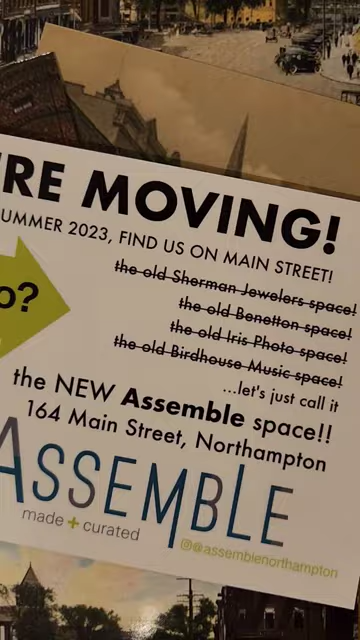 'RE MOVING!
UMMER 2023, FIND US ON MAIN STREET!
o?
the old Sherman Jewelers space!
the old Benetton space!
the old Iris Photo space!
the old Birdhouse Music space!
...let's just call it
the NEW Assemble space!!
164 Main Street, Northampton
ASSEMBLE
made + curated
@assemblenorthampton